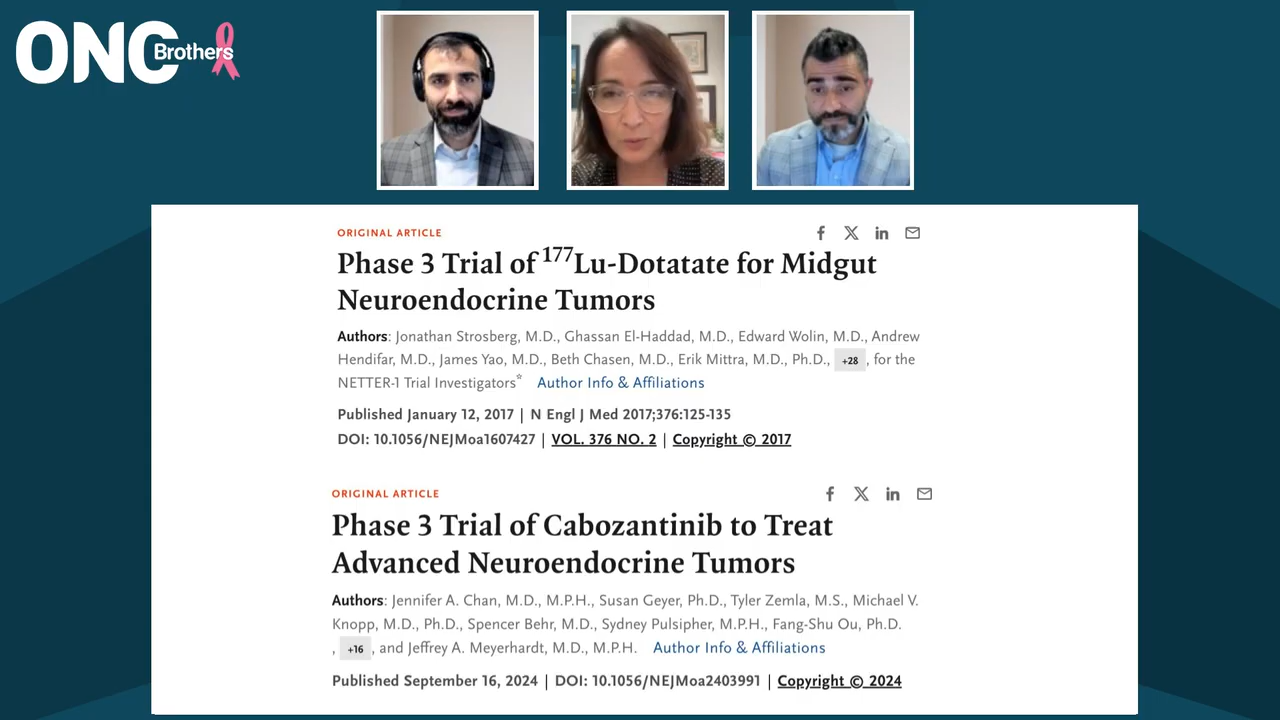 ONC Brothers
ORIGINAL ARTICLE
Phase 3 Trial of 177Lu-Dotatate for Midgut
Neuroendocrine Tumors
Authors: Jonathan Strosberg, M.D., Ghassan El-Haddad, M.D., Edward Wolin, M.D., Andrew
Hendifar, M.D., James Yao, M.D., Beth Chasen, M.D., Erik Mittra, M.D., Ph.D., +28, for the
NETTER-1 Trial Investigators* Author Info & Affiliations
Published January 12, 2017 | N Engl J Med 2017;376:125-135
DOI: 10.1056/NEJMoa1607427 | VOL. 376 NO. 2 | Copyright © 2017
ORIGINAL ARTICLE
Phase 3 Trial of Cabozantinib to Treat
Advanced Neuroendocrine Tumors
Authors: Jennifer A. Chan, M.D., M.P.H., Susan Geyer, Ph.D., Tyler Zemla, M.S., Michael V.
Knopp, M.D., Ph.D., Spencer Behr, M.D., Sydney Pulsipher, M.P.H., Fang-Shu Ou, Ph.D.
, +16, and Jeffrey A. Meyerhardt, M.D., M.P.H. Author Info & Affiliations
Published September 16, 2024 | DOI: 10.1056/NEJMoa2403991 | Copyright © 2024